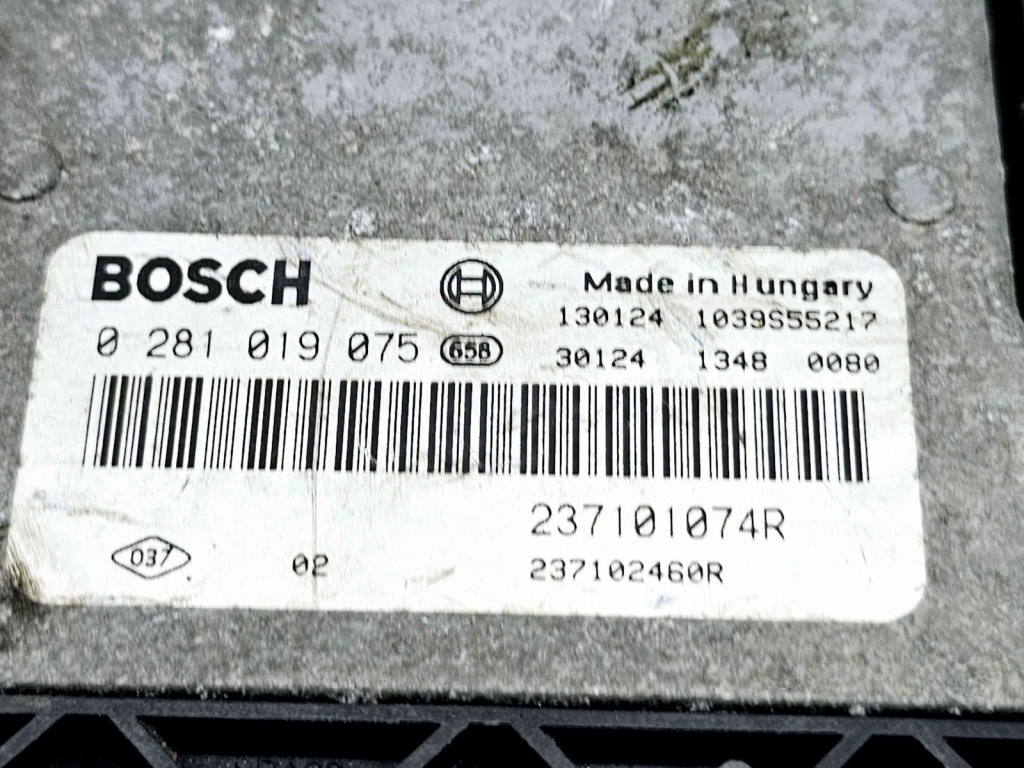 BOSCH
Made in Hungary
130124 1039S55217
0 281 019 075 658
30124 1348 0080
237101074R
037 02
237102460R